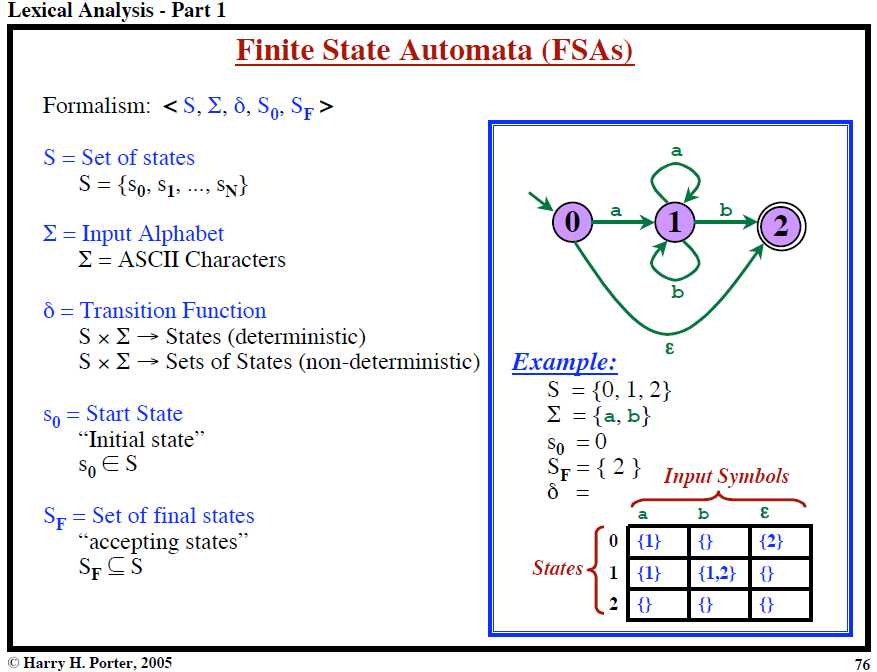 Lexical Analysis - Part 1
Finite State Automata (FSAs)
Formalism: < S, Σ, δ, S0, SF >
S = Set of states
S = {s0, s1, ..., sN}
Σ = Input Alphabet
Σ = ASCII Characters
δ = Transition Function
S × Σ → States (deterministic)
S × Σ → Sets of States (non-deterministic)
s0 = Start State
“Initial state”
s0 ∈ S
SF = Set of final states
“accepting states”
SF ⊆ S
a
0 a 1 b 2
b
ε
Example:
S = {0, 1, 2}
Σ = {a, b}
s0 = 0
SF = { 2 }
δ =
Input Symbols
a b ε
States
0 {1} {} {2}
1 {1} {1,2} {}
2 {} {} {}
© Harry H. Porter, 2005
76